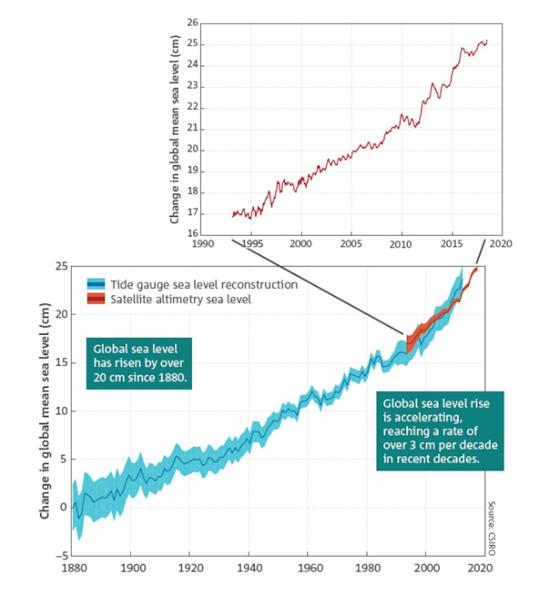 Change in global mean sea level (cm)
26
25
24
23
22
21
20
19
18
17
16
1990
1995
2000
2005
2010
2015
2020
Change in global mean sea level (cm)
25
20
15
10
5
0
−5
Tide gauge sea level reconstruction
Satellite altimetry sea level
Global sea level
has risen by over
20 cm since 1880.
Global sea level rise
is accelerating,
reaching a rate of
over 3 cm per decade
in recent decades.
Source: CSIRO
1880
1900
1920
1940
1960
1980
2000
2020